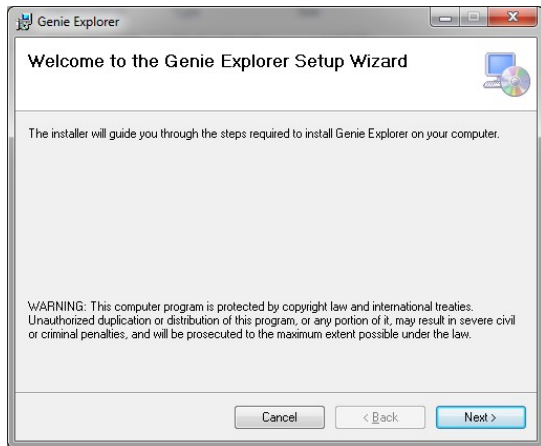 Genie Explorer
Welcome to the Genie Explorer Setup Wizard
The installer will guide you through the steps required to install Genie Explorer on your computer.
WARNING: This computer program is protected by copyright law and international treaties.
Unauthorized duplication or distribution of this program, or any portion of it, may result in severe civil
or criminal penalties, and will be prosecuted to the maximum extent possible under the law.
Cancel
< Back
Next >